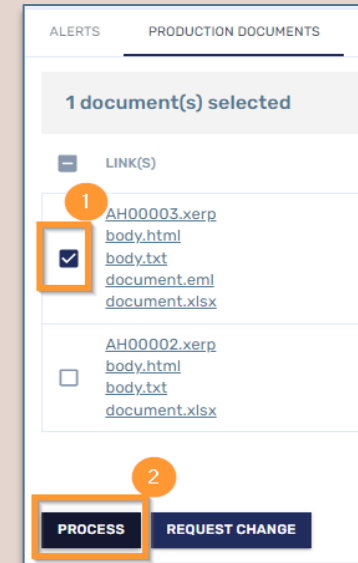 ALERTS PRODUCTION DOCUMENTS
1 document(s) selected
LINK(S)
1
AH00003.xerp
body.html
body.txt
document.eml
document.xlsx
AH00002.xerp
body.html
body.txt
document.xlsx
2
PROCESS REQUEST CHANGE